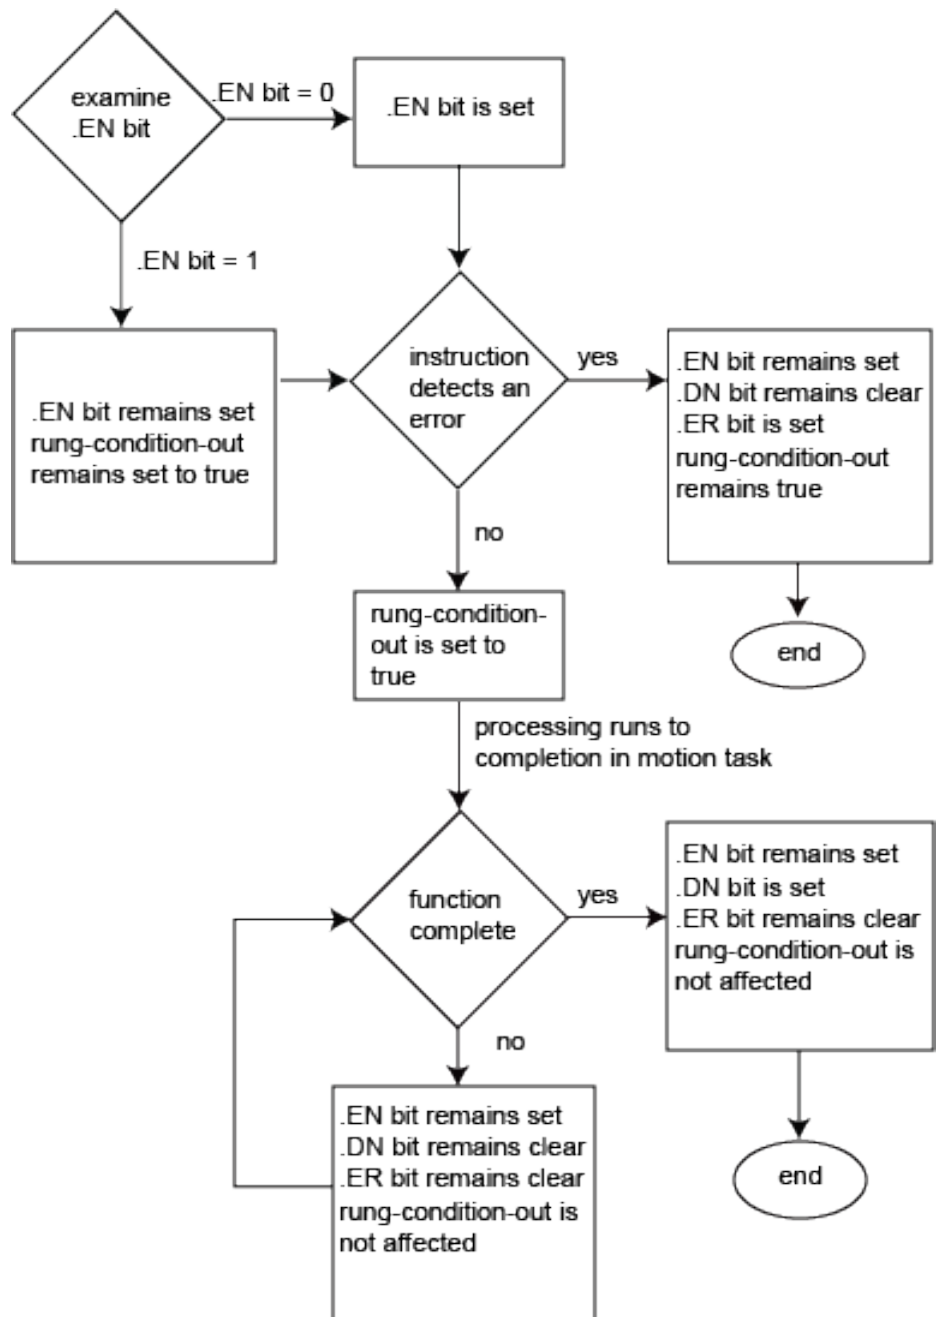 examine
.EN bit
.EN bit = 0
.EN bit is set
.EN bit = 1
.EN bit remains set
rung-condition-out
remains set to true
instruction
detects an
error
yes
.EN bit remains set
.DN bit remains clear
.ER bit is set
rung-condition-out
remains true
end
no
rung-condition-
out is set to
true
processing runs to
completion in motion task
function
complete
yes
.EN bit remains set
.DN bit is set
.ER bit remains clear
rung-condition-out is
not affected
end
no
.EN bit remains set
.DN bit remains clear
.ER bit remains clear
rung-condition-out is
not affected